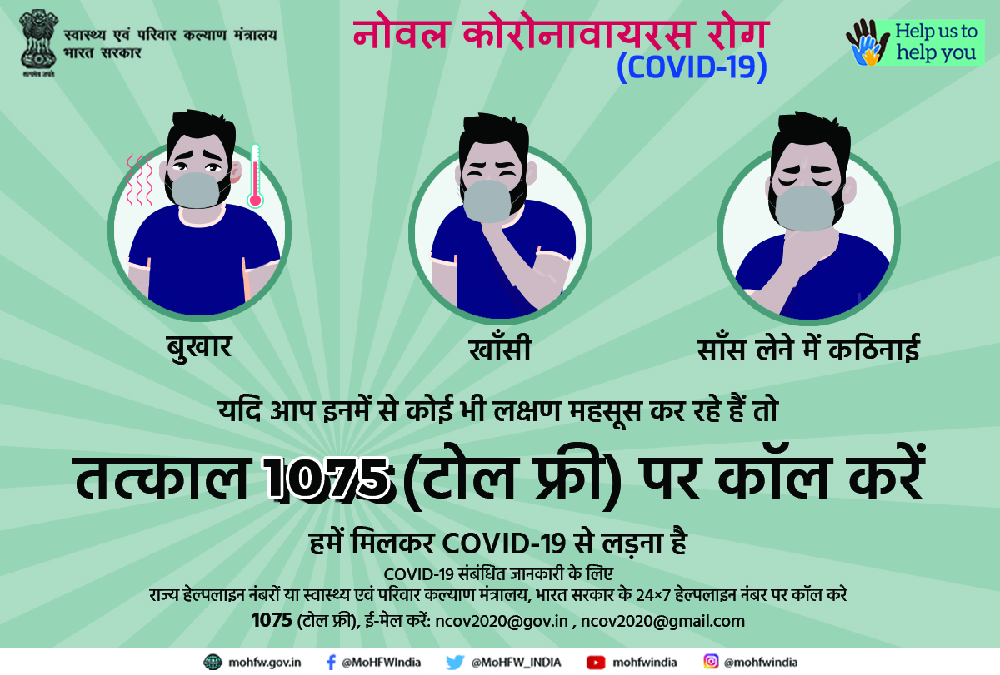 स्वास्थ्य एवं परिवार कल्याण मंत्रालय
भारत सरकार
सत्यमेव जयते
नोवल कोरोनावायरस रोग
(COVID-19)
Help us to
help you
बुखार
खाँसी
साँस लेने में कठिनाई
यदि आप इनमें से कोई भी लक्षण महसूस कर रहे हैं तो
तत्काल 1075 (टोल फ्री) पर कॉल करें
हमें मिलकर COVID-19 से लड़ना है
COVID-19 संबंधित जानकारी के लिए
राज्य हेल्पलाइन नंबरों या स्वास्थ्य एवं परिवार कल्याण मंत्रालय, भारत सरकार के 24×7 हेल्पलाइन नंबर पर कॉल करे
1075 (टोल फ्री), ई-मेल करें: ncov2020@gov.in , ncov2020@gmail.com
mohfw.gov.in @MoHFWIndia @MoHFW_INDIA mohfwindia @mohfwindia